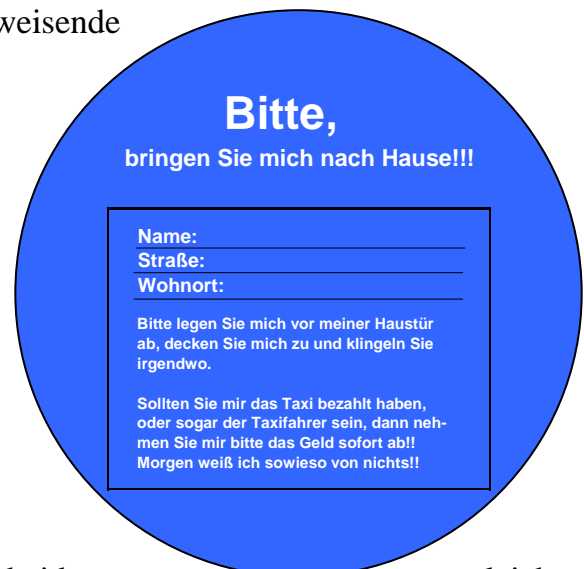 weisende
Bitte,
bringen Sie mich nach Hause!!!
Name:
Straße:
Wohnort:
Bitte legen Sie mich vor meiner Haustür
ab, decken Sie mich zu und klingeln Sie
irgendwo.
Sollten Sie mir das Taxi bezahlt haben,
oder sogar der Taxifahrer sein, dann neh-
men Sie mir bitte das Geld sofort ab!!
Morgen weiß ich sowieso von nichts!!